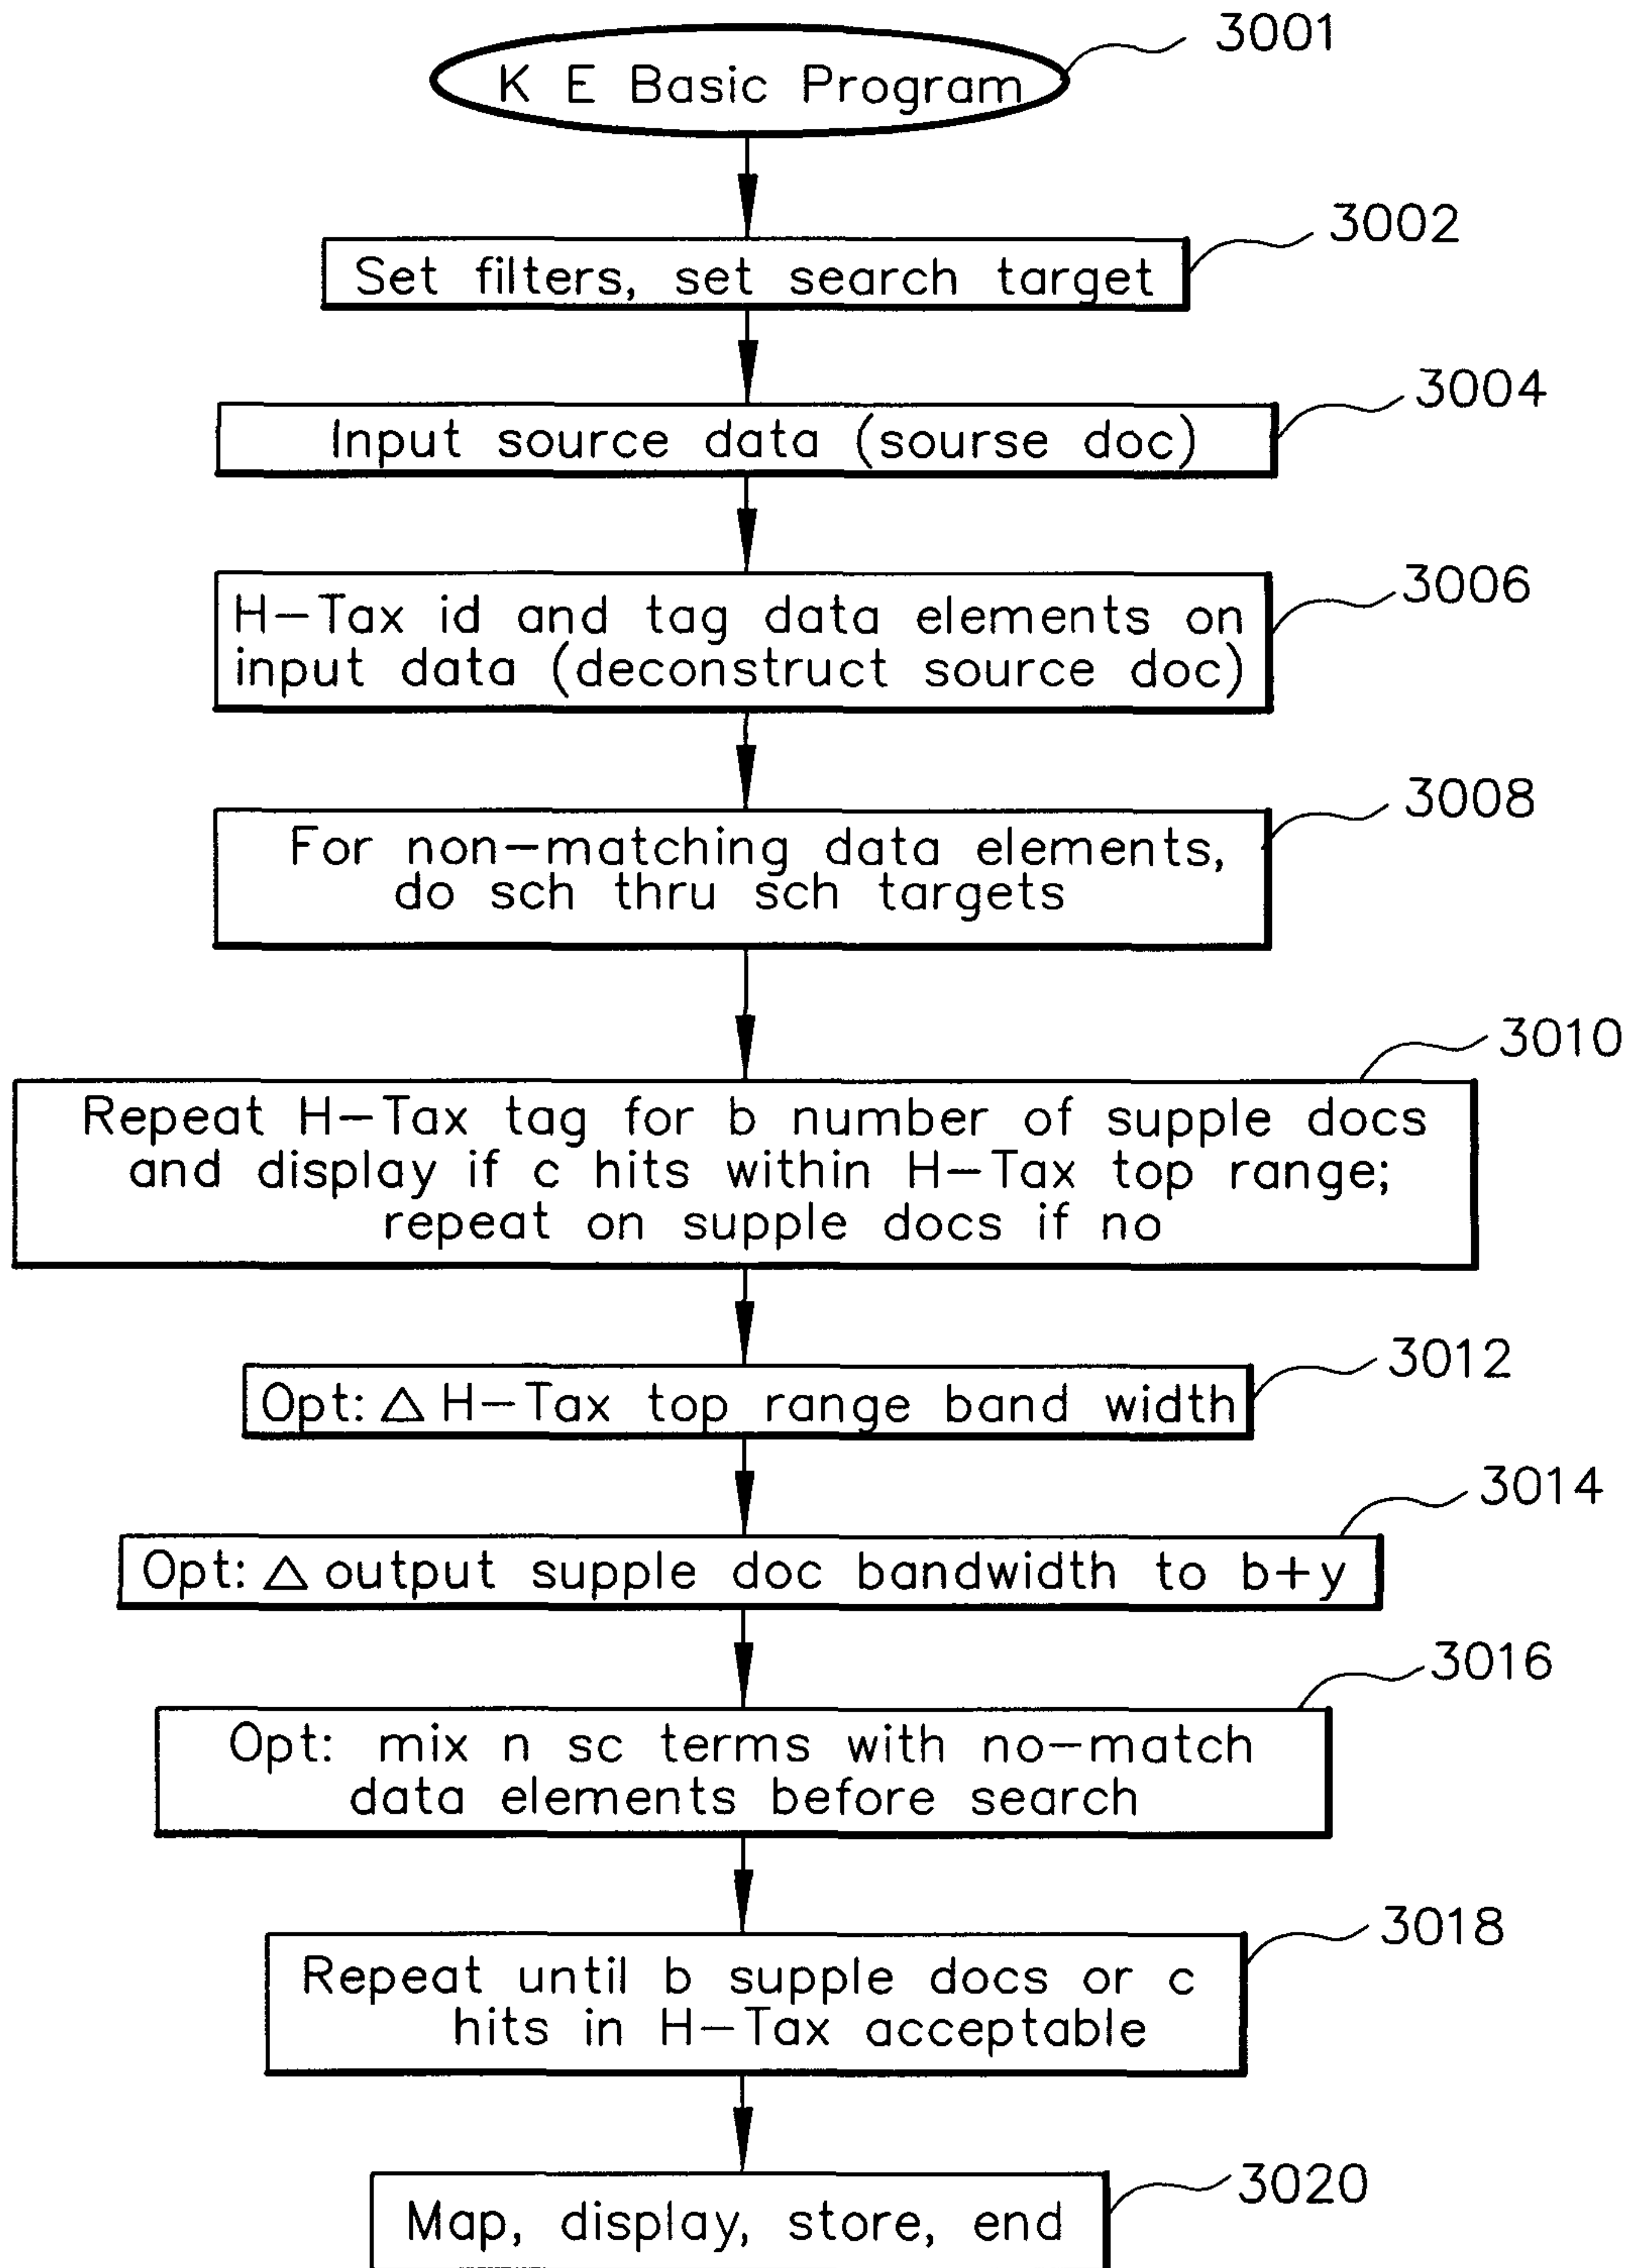 3001
K E Basic Program
3002
Set filters, set search target
3004
Input source data (sourse doc)
3006
H-Tax id and tag data elements on
input data (deconstruct source doc)
3008
For non-matching data elements,
do sch thru sch targets
3010
Repeat H-Tax tag for b number of supple docs
and display if c hits within H-Tax top range;
repeat on supple docs if no
3012
Opt: △ H-Tax top range band width
3014
Opt: △ output supple doc bandwidth to b+y
3016
Opt: mix n sc terms with no-match
data elements before search
3018
Repeat until b supple docs or c
hits in H-Tax acceptable
3020
Map, display, store, end